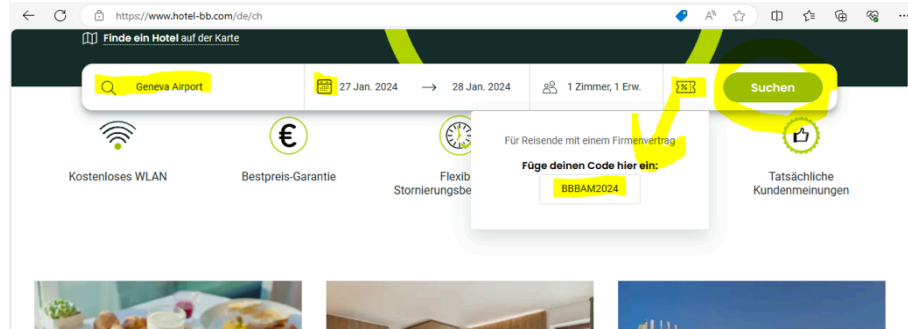 https://www.hotel-bb.com/de/ch
Finde ein Hotel auf der Karte
Geneva Airport
27 Jan. 2024 → 28 Jan. 2024
1 Zimmer, 1 Erw.
Suchen
Für Reisende mit einem Firmenvertrag
Füge deinen Code hier ein:
BBBAM2024
Kostenloses WLAN
Bestpreis-Garantie
Flexib
Stornierungsbe
Tatsächliche
Kundenmeinungen